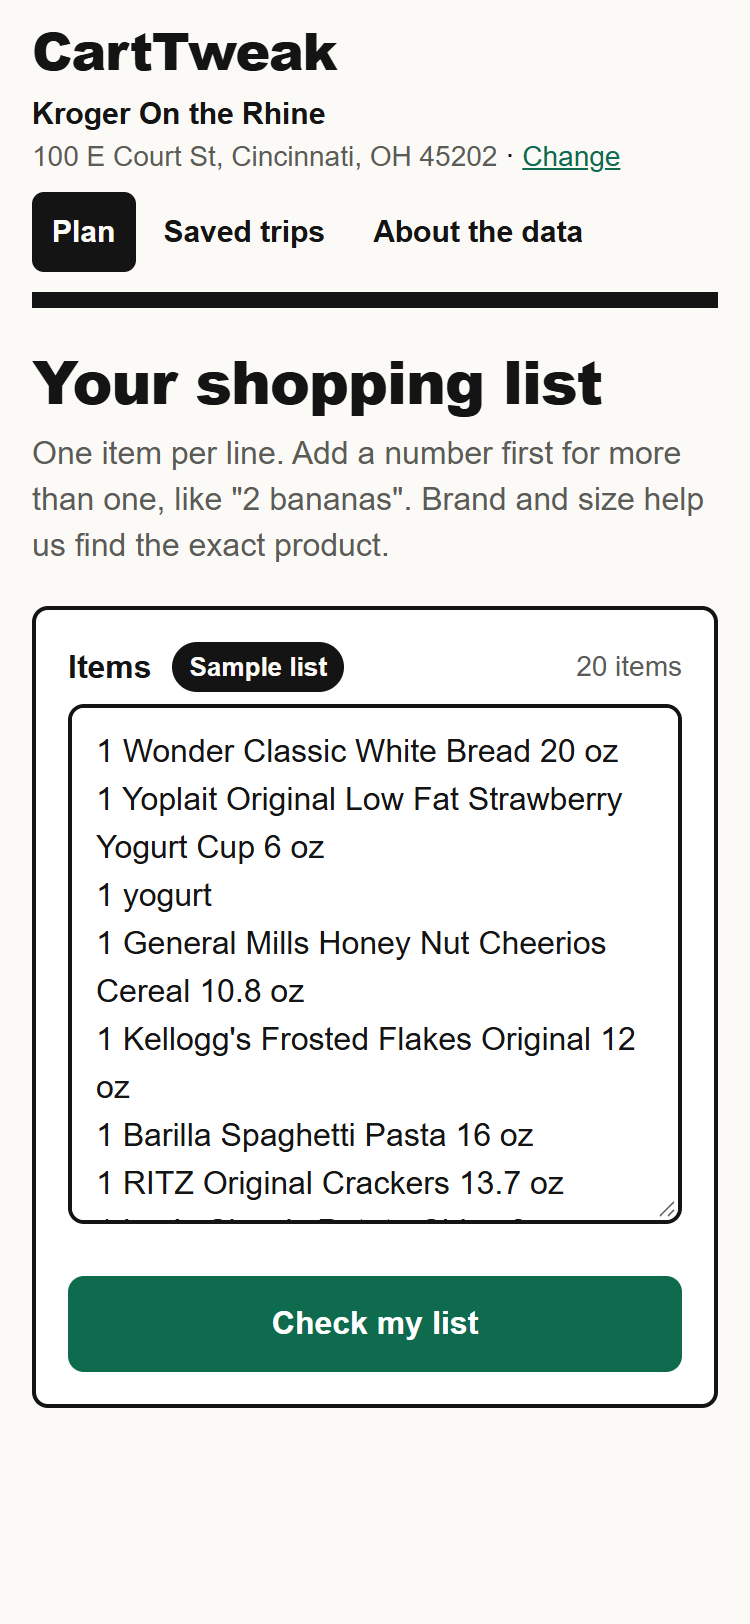 CartTweak
Kroger On the Rhine
100 E Court St, Cincinnati, OH 45202 · Change
Plan Saved trips About the data
Your shopping list
One item per line. Add a number first for more
than one, like "2 bananas". Brand and size help
us find the exact product.
Items Sample list 20 items
1 Wonder Classic White Bread 20 oz
1 Yoplait Original Low Fat Strawberry
Yogurt Cup 6 oz
1 yogurt
1 General Mills Honey Nut Cheerios
Cereal 10.8 oz
1 Kellogg's Frosted Flakes Original 12
oz
1 Barilla Spaghetti Pasta 16 oz
1 RITZ Original Crackers 13.7 oz
Check my list